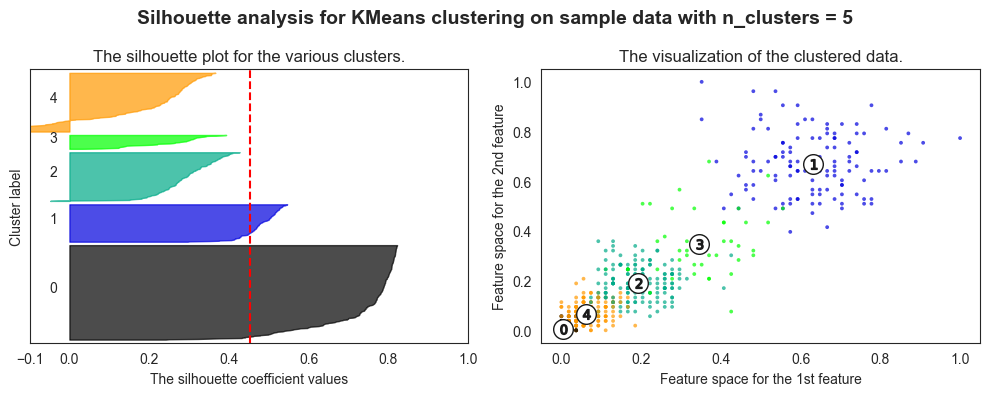 Silhouette analysis for KMeans clustering on sample data with n_clusters = 5
The silhouette plot for the various clusters.
Cluster label
4
3
2
1
0
-0.1 0.0 0.2 0.4 0.6 0.8 1.0
The silhouette coefficient values
The visualization of the clustered data.
Feature space for the 2nd feature
1.0
0.8
0.6
0.4
0.2
0.0
1
3
2
4
0
0.0 0.2 0.4 0.6 0.8 1.0
Feature space for the 1st feature